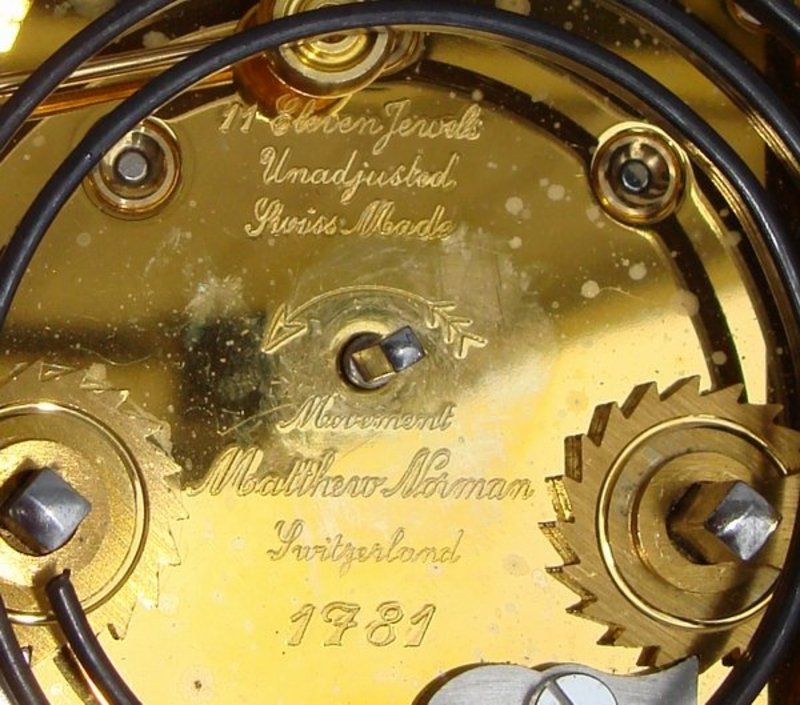 11 Eleven Jewels
Unadjusted
Swiss Made
Movement
Matthew Norman
Switzerland
1781